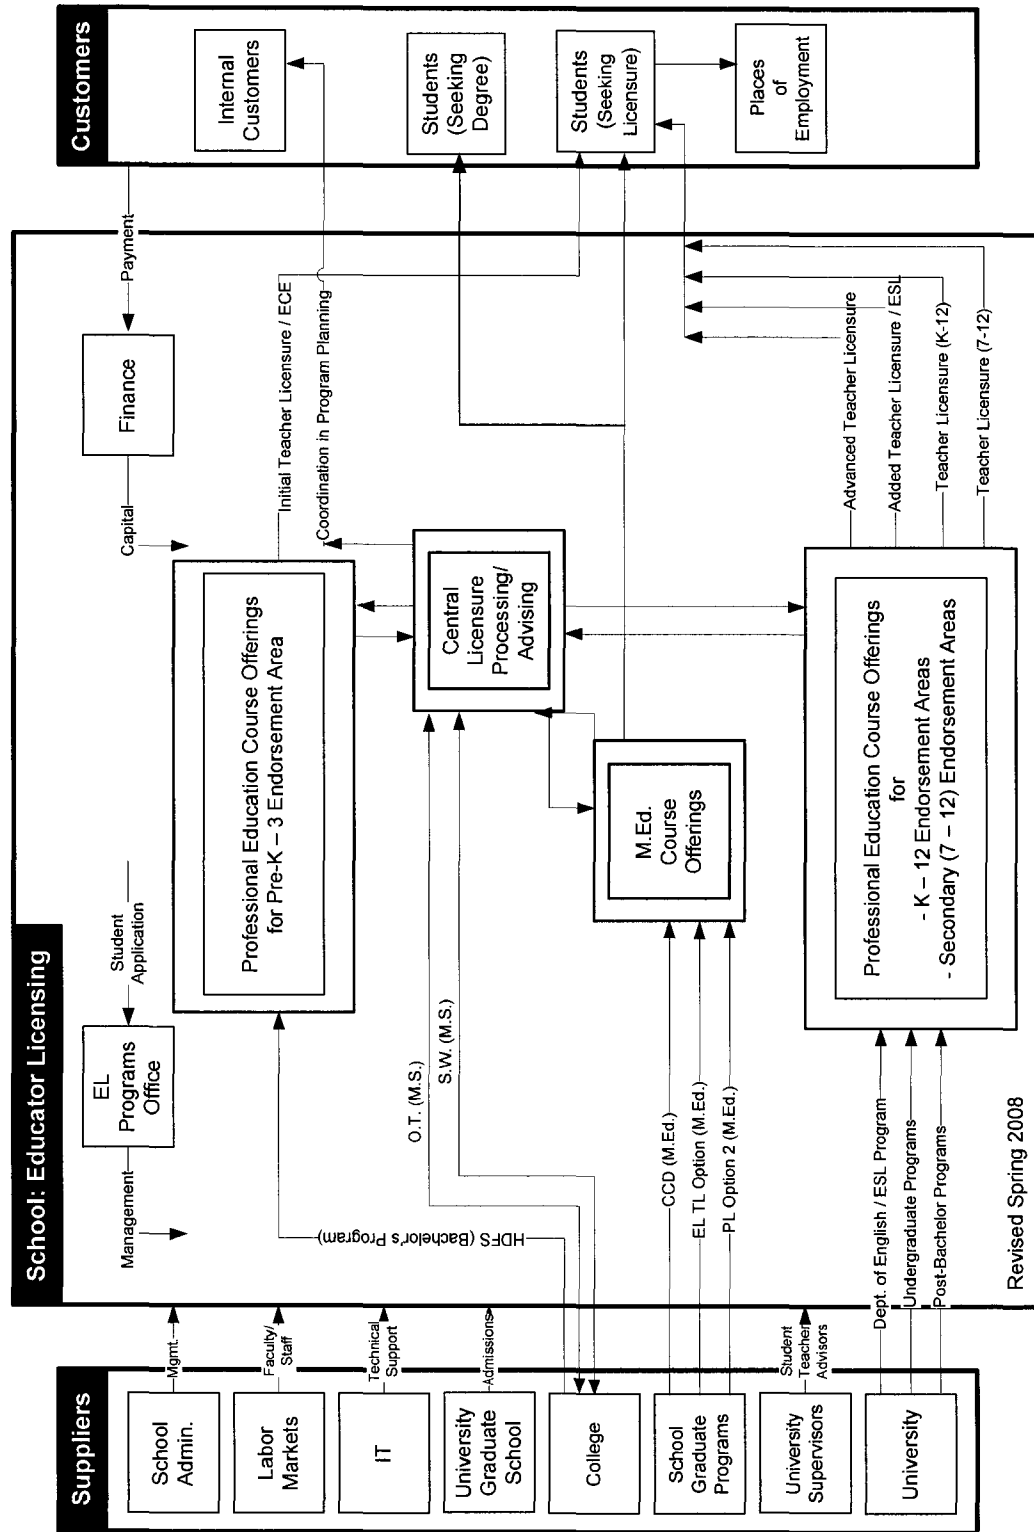 Suppliers
School
Admin.
Labor
Markets
IT
University
Graduate
School
College
School
Graduate
Programs
University
Supervisors
University
Mgmt.
Faculty/
Staff
Technical
Support
Admissions
Student
Teacher
Advisors
School: Educator Licensing
Management
EL
Programs
Office
Student
Application
Capital
Finance
Payment
HDFS (Bachelor's Program)
O.T. (M.S.)
S.W. (M.S.)
CCD (M.Ed.)
EL TL Option (M.Ed.)
PL Option 2 (M.Ed.)
Dept. of English / ESL Program
Undergraduate Programs
Post-Bachelor Programs
Professional Education Course Offerings
for Pre-K – 3 Endorsement Area
Central
Licensure
Processing/
Advising
M.Ed.
Course
Offerings
Professional Education Course Offerings
for
- K – 12 Endorsement Areas
- Secondary (7 – 12) Endorsement Areas
Initial Teacher Licensure / ECE
Coordination in Program Planning
Advanced Teacher Licensure
Added Teacher Licensure / ESL
Teacher Licensure (K-12)
Teacher Licensure (7-12)
Customers
Internal
Customers
Students
(Seeking
Degree)
Students
(Seeking
Licensure)
Places
of
Employment
Revised Spring 2008